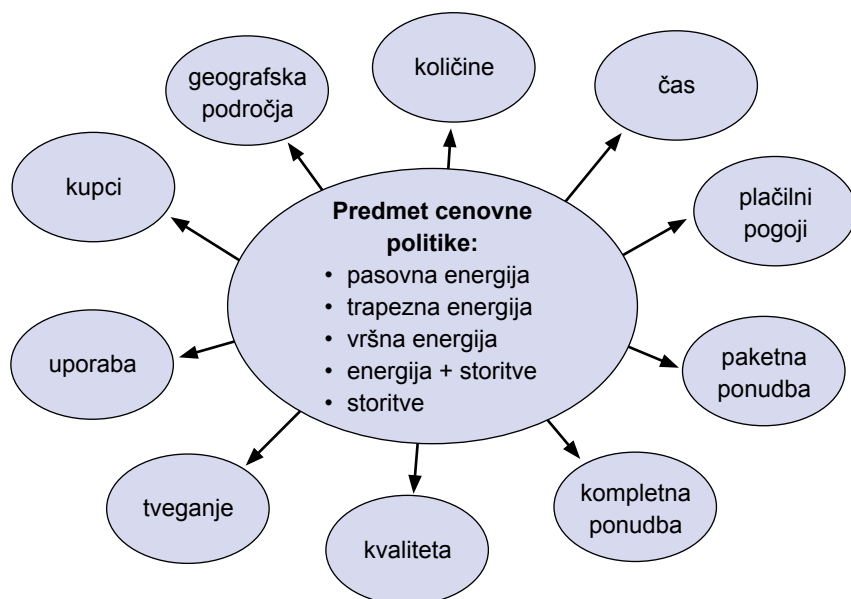 količine
geografska
področja
čas
kupci
plačilni
pogoji
Predmet cenovne
politike:
• pasovna energija
• trapezna energija
• vršna energija
• energija + storitve
• storitve
uporaba
paketna
ponudba
tveganje
kompletna
ponudba
kvaliteta